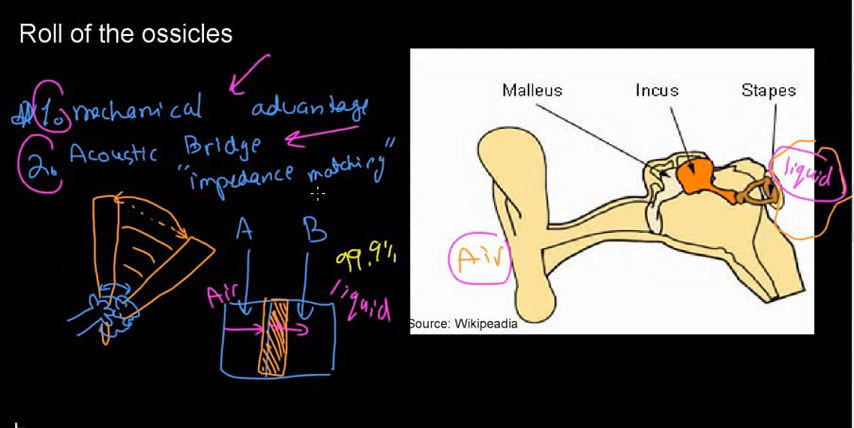 Roll of the ossicles
1. mechanical advantage
2. Acoustic Bridge
"impedance matching"
A B
99.9%
Air liquid
Malleus Incus Stapes
liquid
Air
Source: Wikipeadia